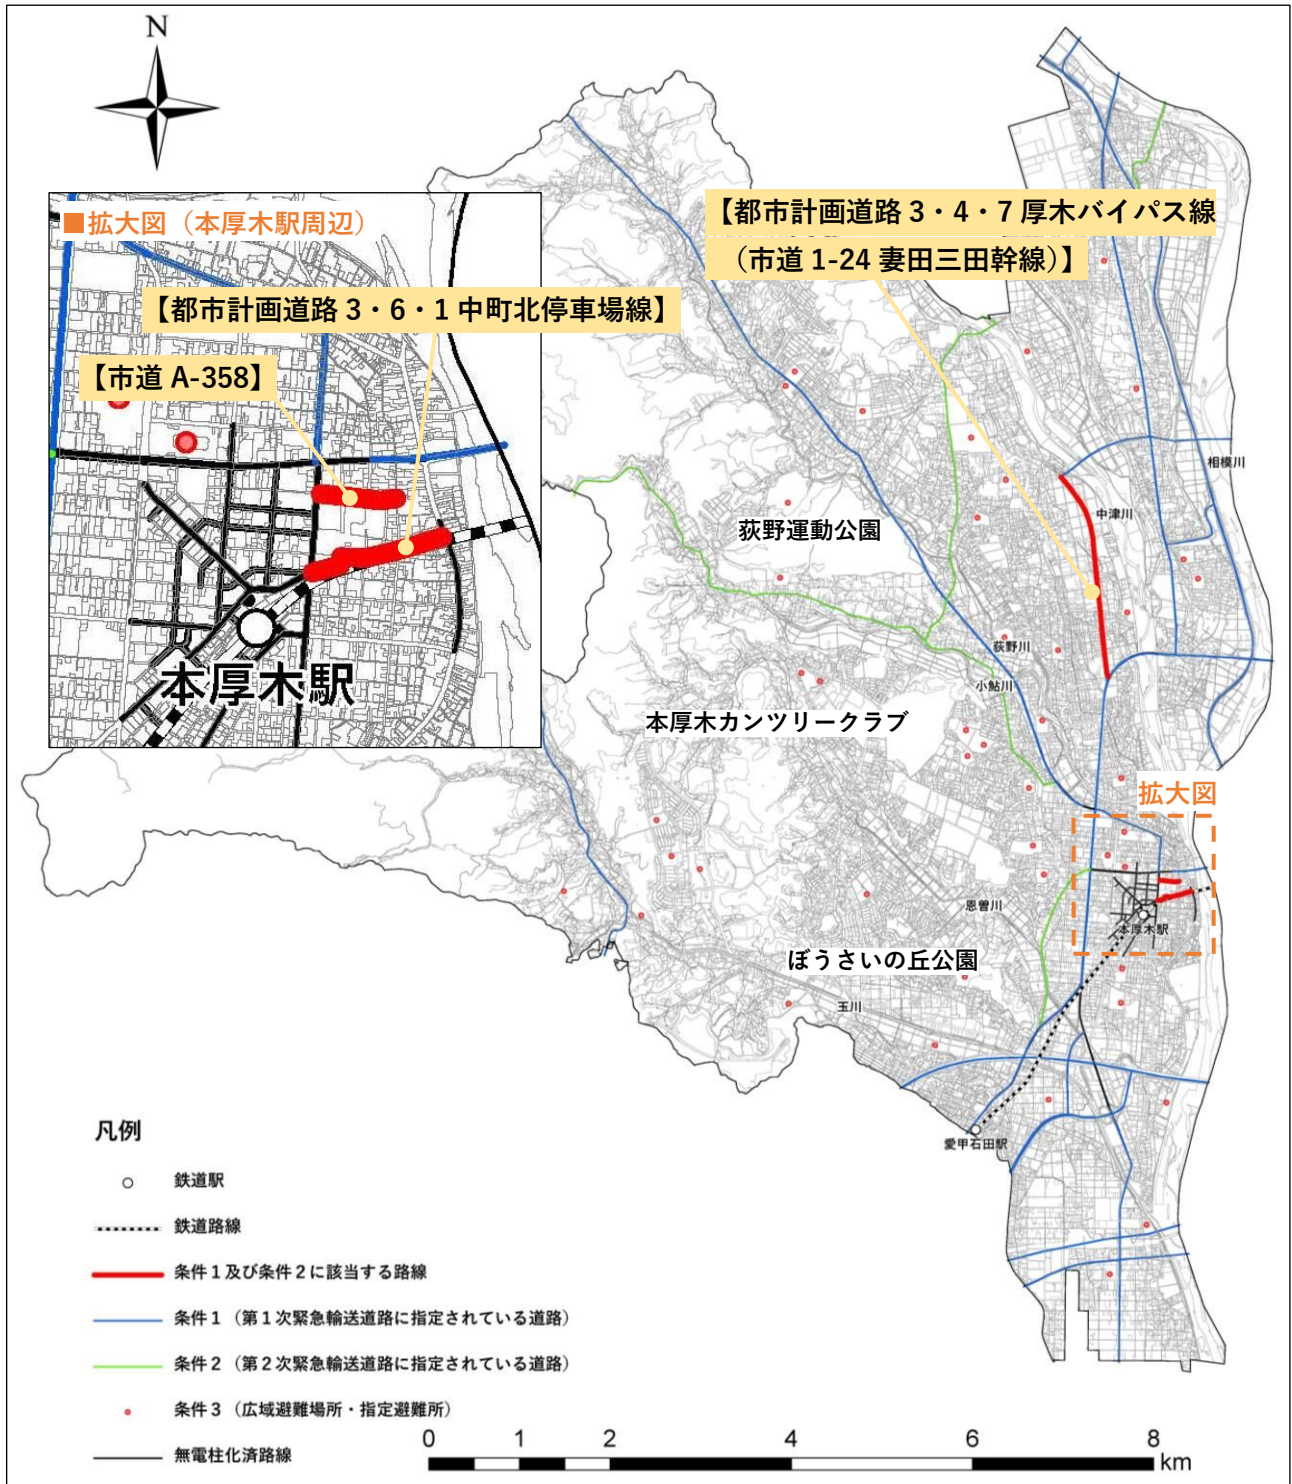 N
■拡大図（本厚木駅周辺）
【都市計画道路 3・6・1 中町北停車場線】
【市道 A-358】
本厚木駅
【都市計画道路 3・4・7 厚木バイパス線
（市道 1-24 妻田三田幹線）】
相模川
中津川
荻野運動公園
荻野川
小鮎川
本厚木カンツリークラブ
拡大図
恩曽川
本厚木駅
ぼうさいの丘公園
玉川
愛甲石田駅
凡例
鉄道駅
鉄道路線
条件１及び条件２に該当する路線
条件１（第１次緊急輸送道路に指定されている道路）
条件２（第２次緊急輸送道路に指定されている道路）
条件３（広域避難場所・指定避難所）
無電柱化済路線
0 1 2 4 6 8
km